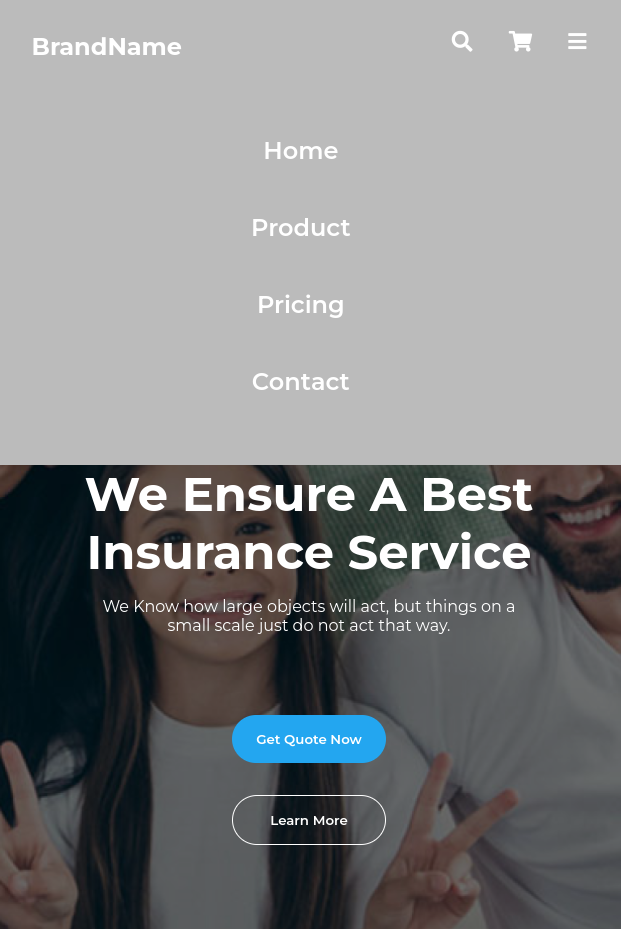 BrandName
Home
Product
Pricing
Contact
We Ensure A Best
Insurance Service
We Know how large objects will act, but things on a
small scale just do not act that way.
Get Quote Now
Learn More